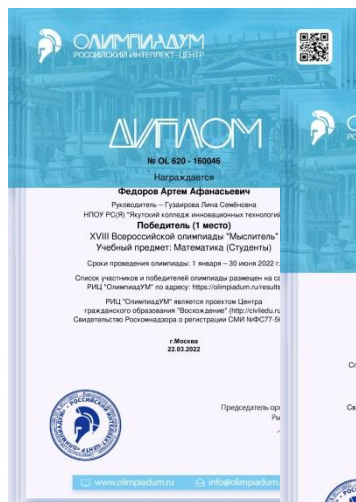 ОЛИМПИАДУМ
РОССИЙСКИЙ ИНТЕЛЛЕКТ-ЦЕНТР
ДИПЛОМ
№ OL 620 - 160046
Награждается
Федоров Артем Афанасьевич
Руководитель – Гузаирова Лина Семёновна
НПОУ РС(Я) "Якутский колледж инновационных технологий
Победитель (1 место)
XVIII Всероссийской олимпиады "Мыслитель"
Учебный предмет: Математика (Студенты)
Сроки проведения олимпиады: 1 января – 30 июня 2022 г.
Список участников и победителей олимпиады размещен на са
РИЦ "ОлимпиадУМ" по адресу: https://olimpiadum.ru/results
РИЦ "ОлимпиадУМ" является проектом Центра
гражданского образования "Восхождение" (http://civiledu.ru
Свидетельство Роскомнадзора о регистрации СМИ №ФС77-5
г.Москва
22.03.2022
Председатель орг
Ры
www.olimpiadum.ru info@olimpiadum.